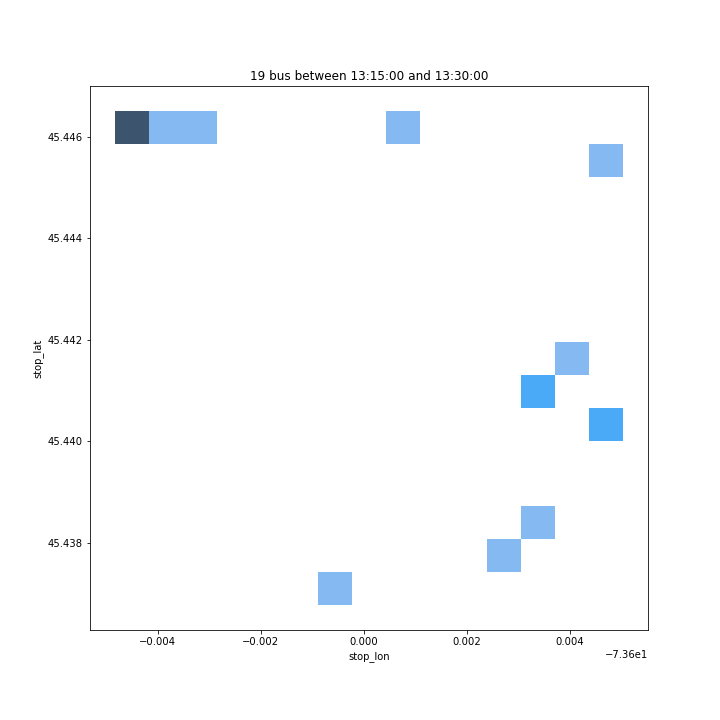 19 bus between 13:15:00 and 13:30:00
45.446
45.444
45.442
45.440
45.438
stop_lat
−0.004 −0.002 0.000 0.002 0.004
stop_lon
−7.36e1